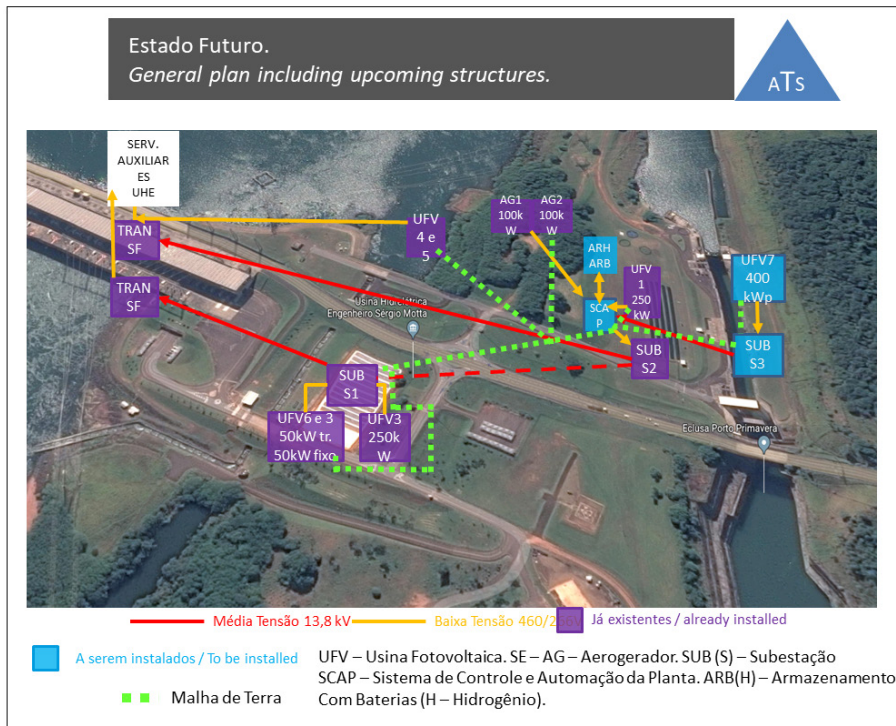 Estado Futuro.
General plan including upcoming structures.
ATS
SERV.
AUXILIAR
ES
UHE
TRAN
SF
TRAN
SF
UFV
4 e
5
AG1
100k
W
AG2
100k
W
ARH
ARB
SCA
P
UFV
1
250
kW
UFV7
400
kWp
SUB
S2
SUB
S3
Usina Hidrelétrica
Engenheiro Sérgio Motta
SUB
S1
UFV6 e 3
50kW tr.
50kW fixo
UFV3
250k
W
Eclusa Porto Primavera
Média Tensão 13,8 kV
Baixa Tensão 460/266V
Já existentes / already installed
A serem instalados / To be installed
UFV – Usina Fotovoltaica. SE – AG – Aerogerador. SUB (S) – Subestação
SCAP – Sistema de Controle e Automação da Planta. ARB(H) – Armazenamento
Com Baterias (H – Hidrogênio).
Malha de Terra